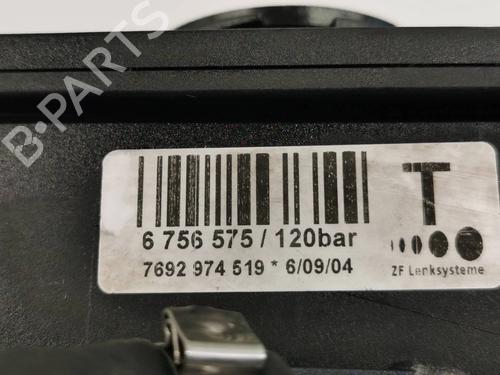 B-PARTS
6 756 575 / 120bar
T
7692 974 519 * 6/09/04
ZF Lenksysteme